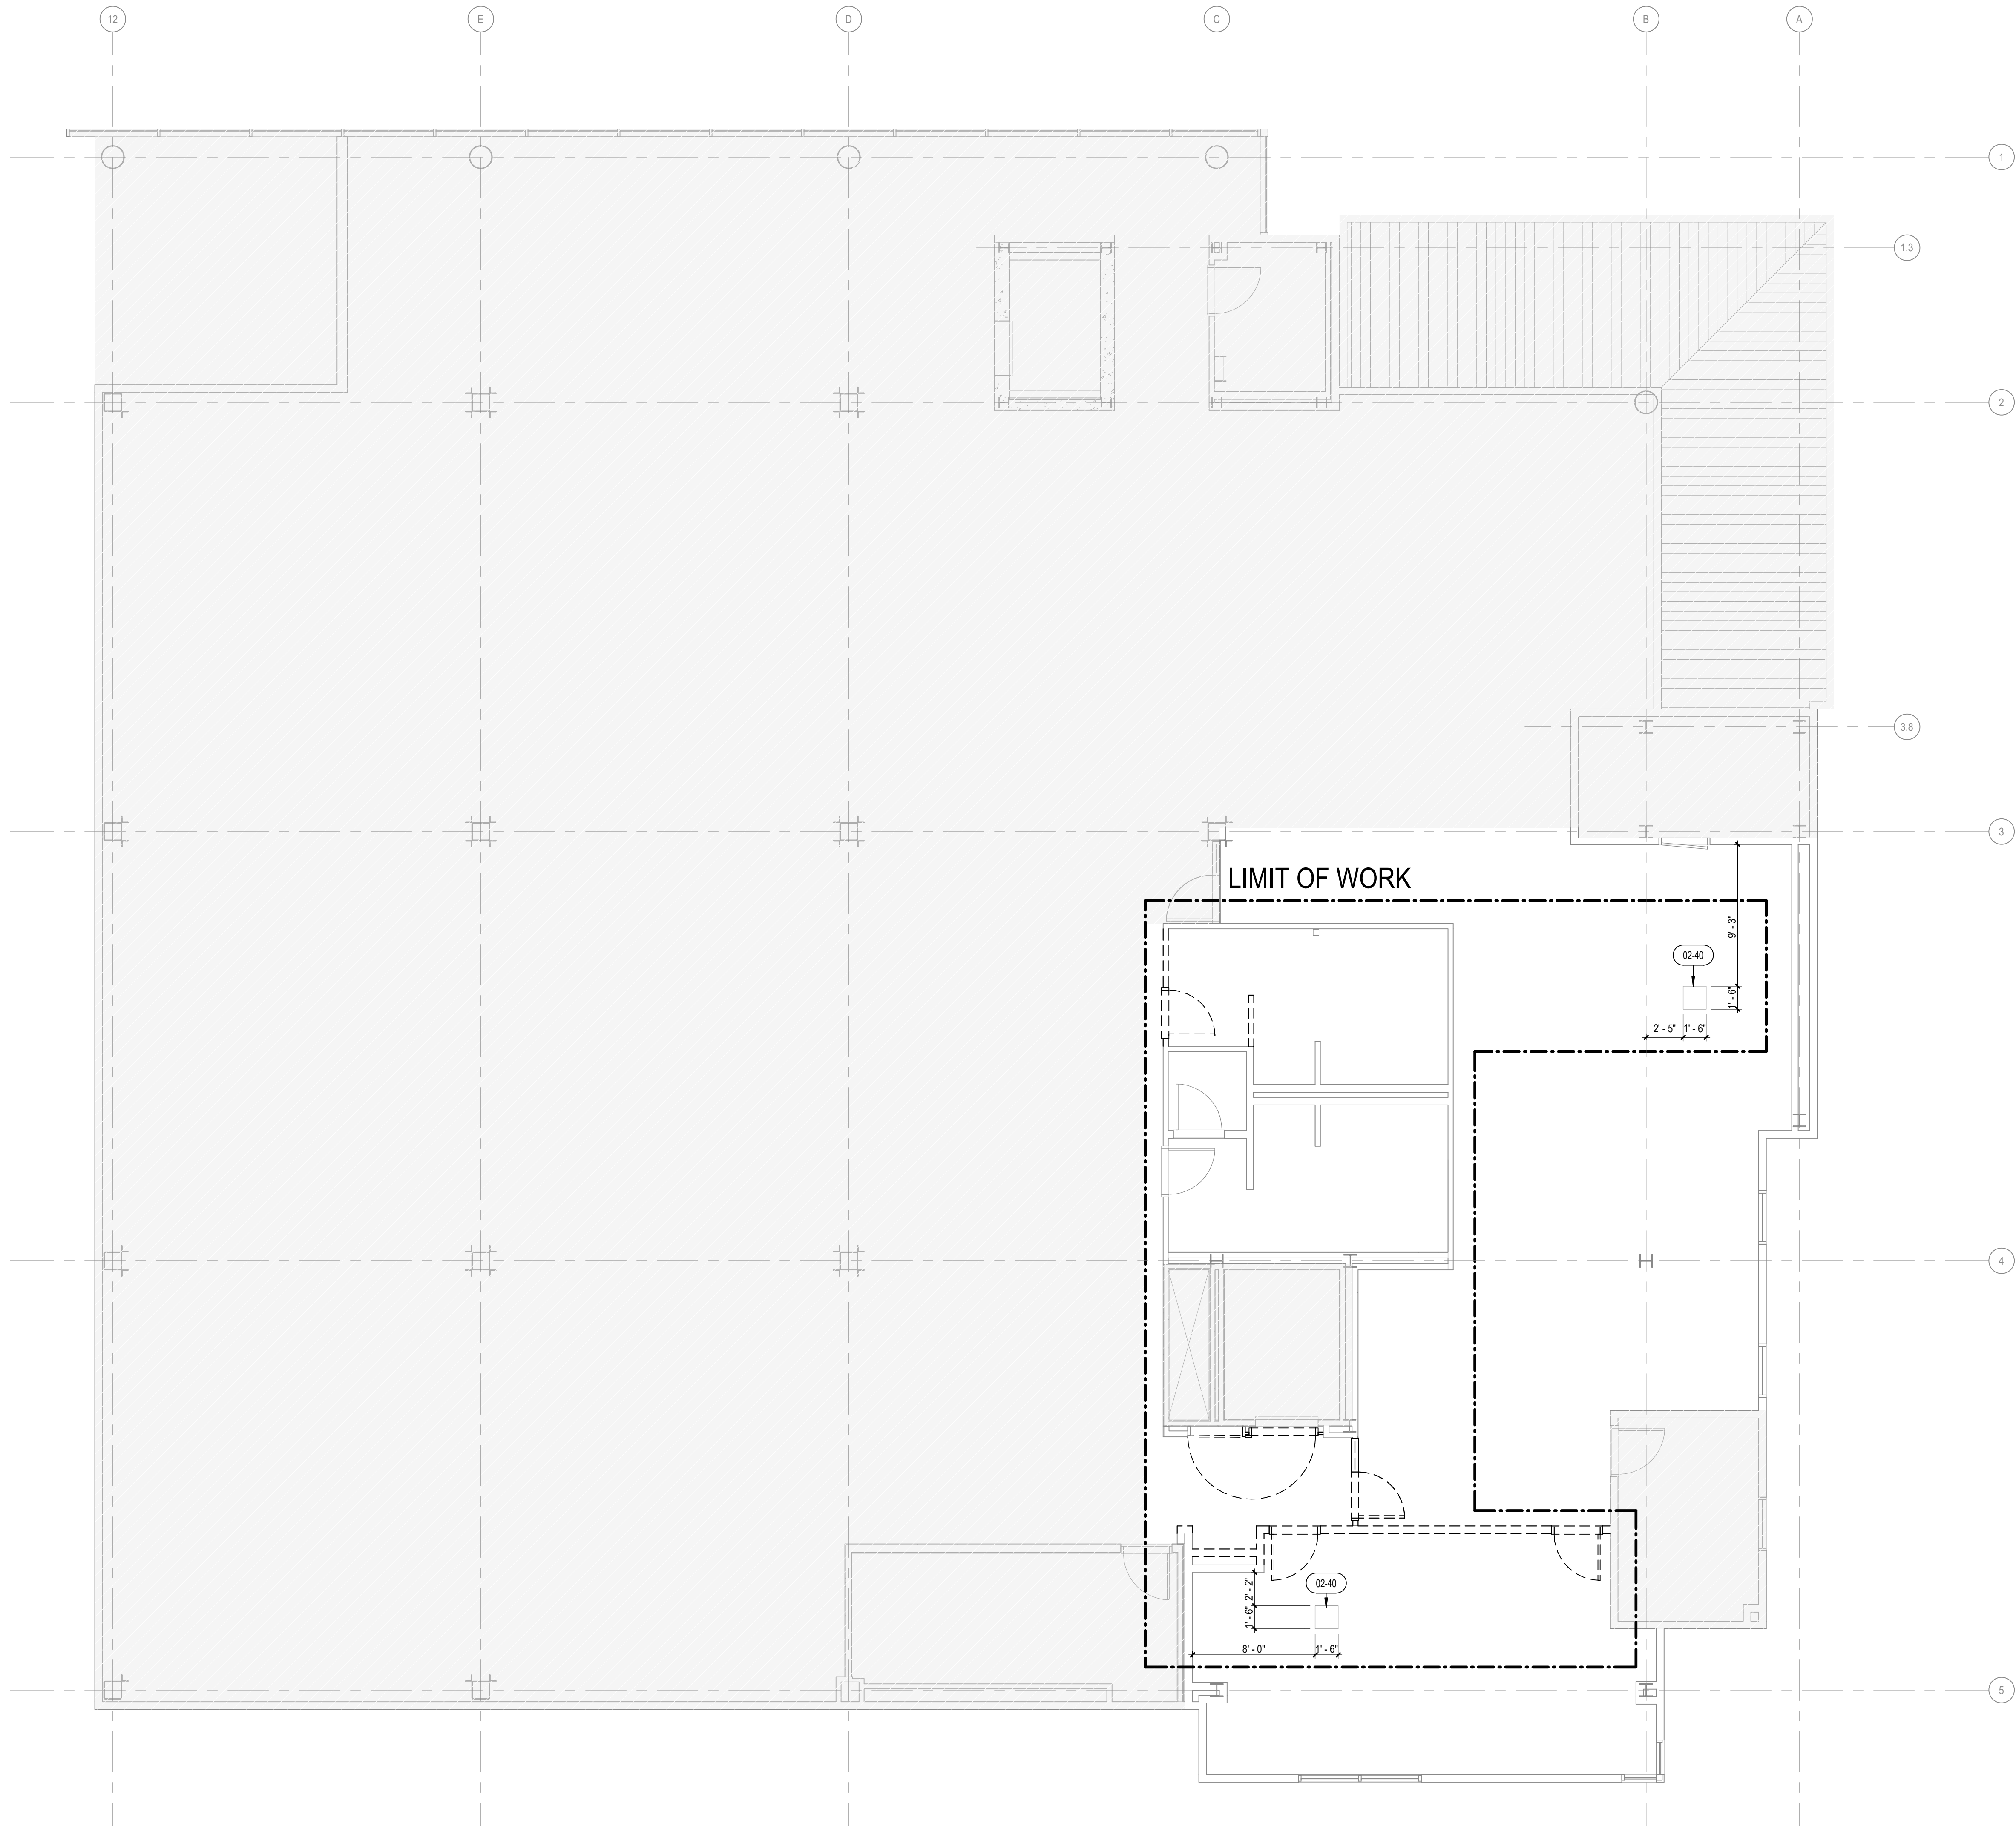 12
E
D
C
B
A
1
1.3
2
3.8
3
LIMIT OF WORK
9' - 3"
02-40
1' - 6"
2' - 5"
1' - 6"
4
02-40
2' - 2"
1' - 6"
8' - 0"
1' - 6"
5